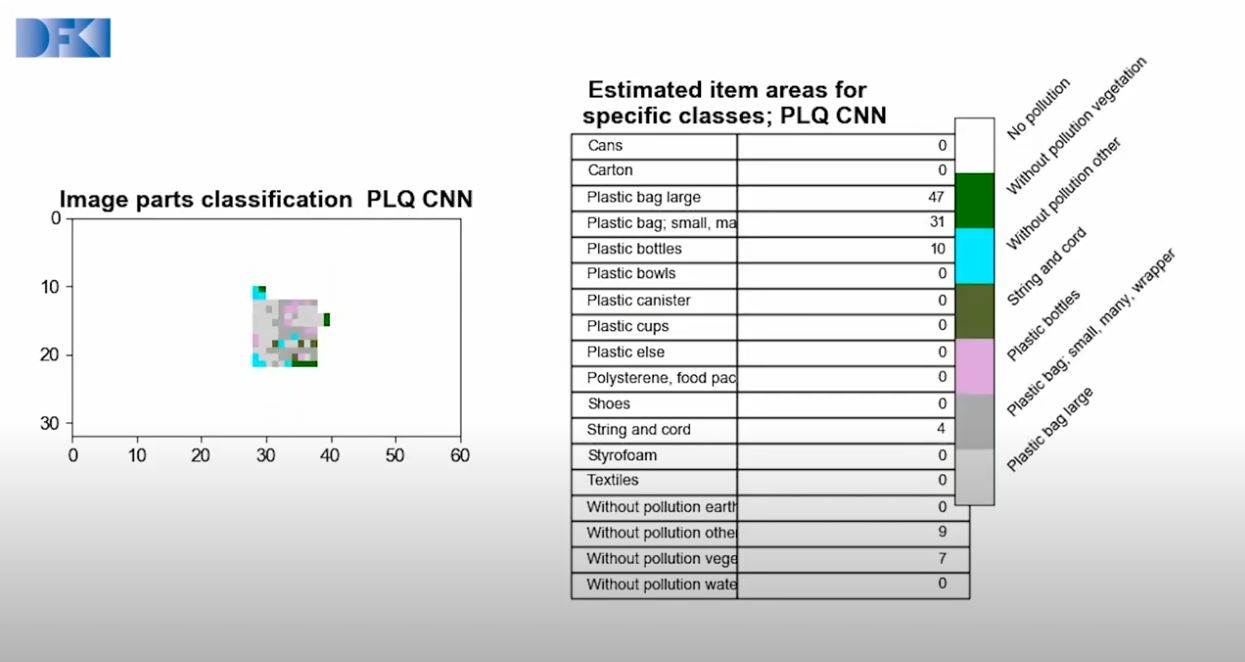 DFKI
Image parts classification PLQ CNN
0
10
20
30
0 10 20 30 40 50 60
Estimated item areas for
specific classes; PLQ CNN
Cans 0
Carton 0
Plastic bag large 47
Plastic bag; small, ma 31
Plastic bottles 10
Plastic bowls 0
Plastic canister 0
Plastic cups 0
Plastic else 0
Polysterene, food pac 0
Shoes 0
String and cord 4
Styrofoam 0
Textiles 0
Without pollution earth 0
Without pollution other 9
Without pollution vege 7
Without pollution wate 0
No pollution
Without pollution vegetation
Without pollution other
String and cord
Plastic bottles
Plastic bag; small, many, wrapper
Plastic bag large